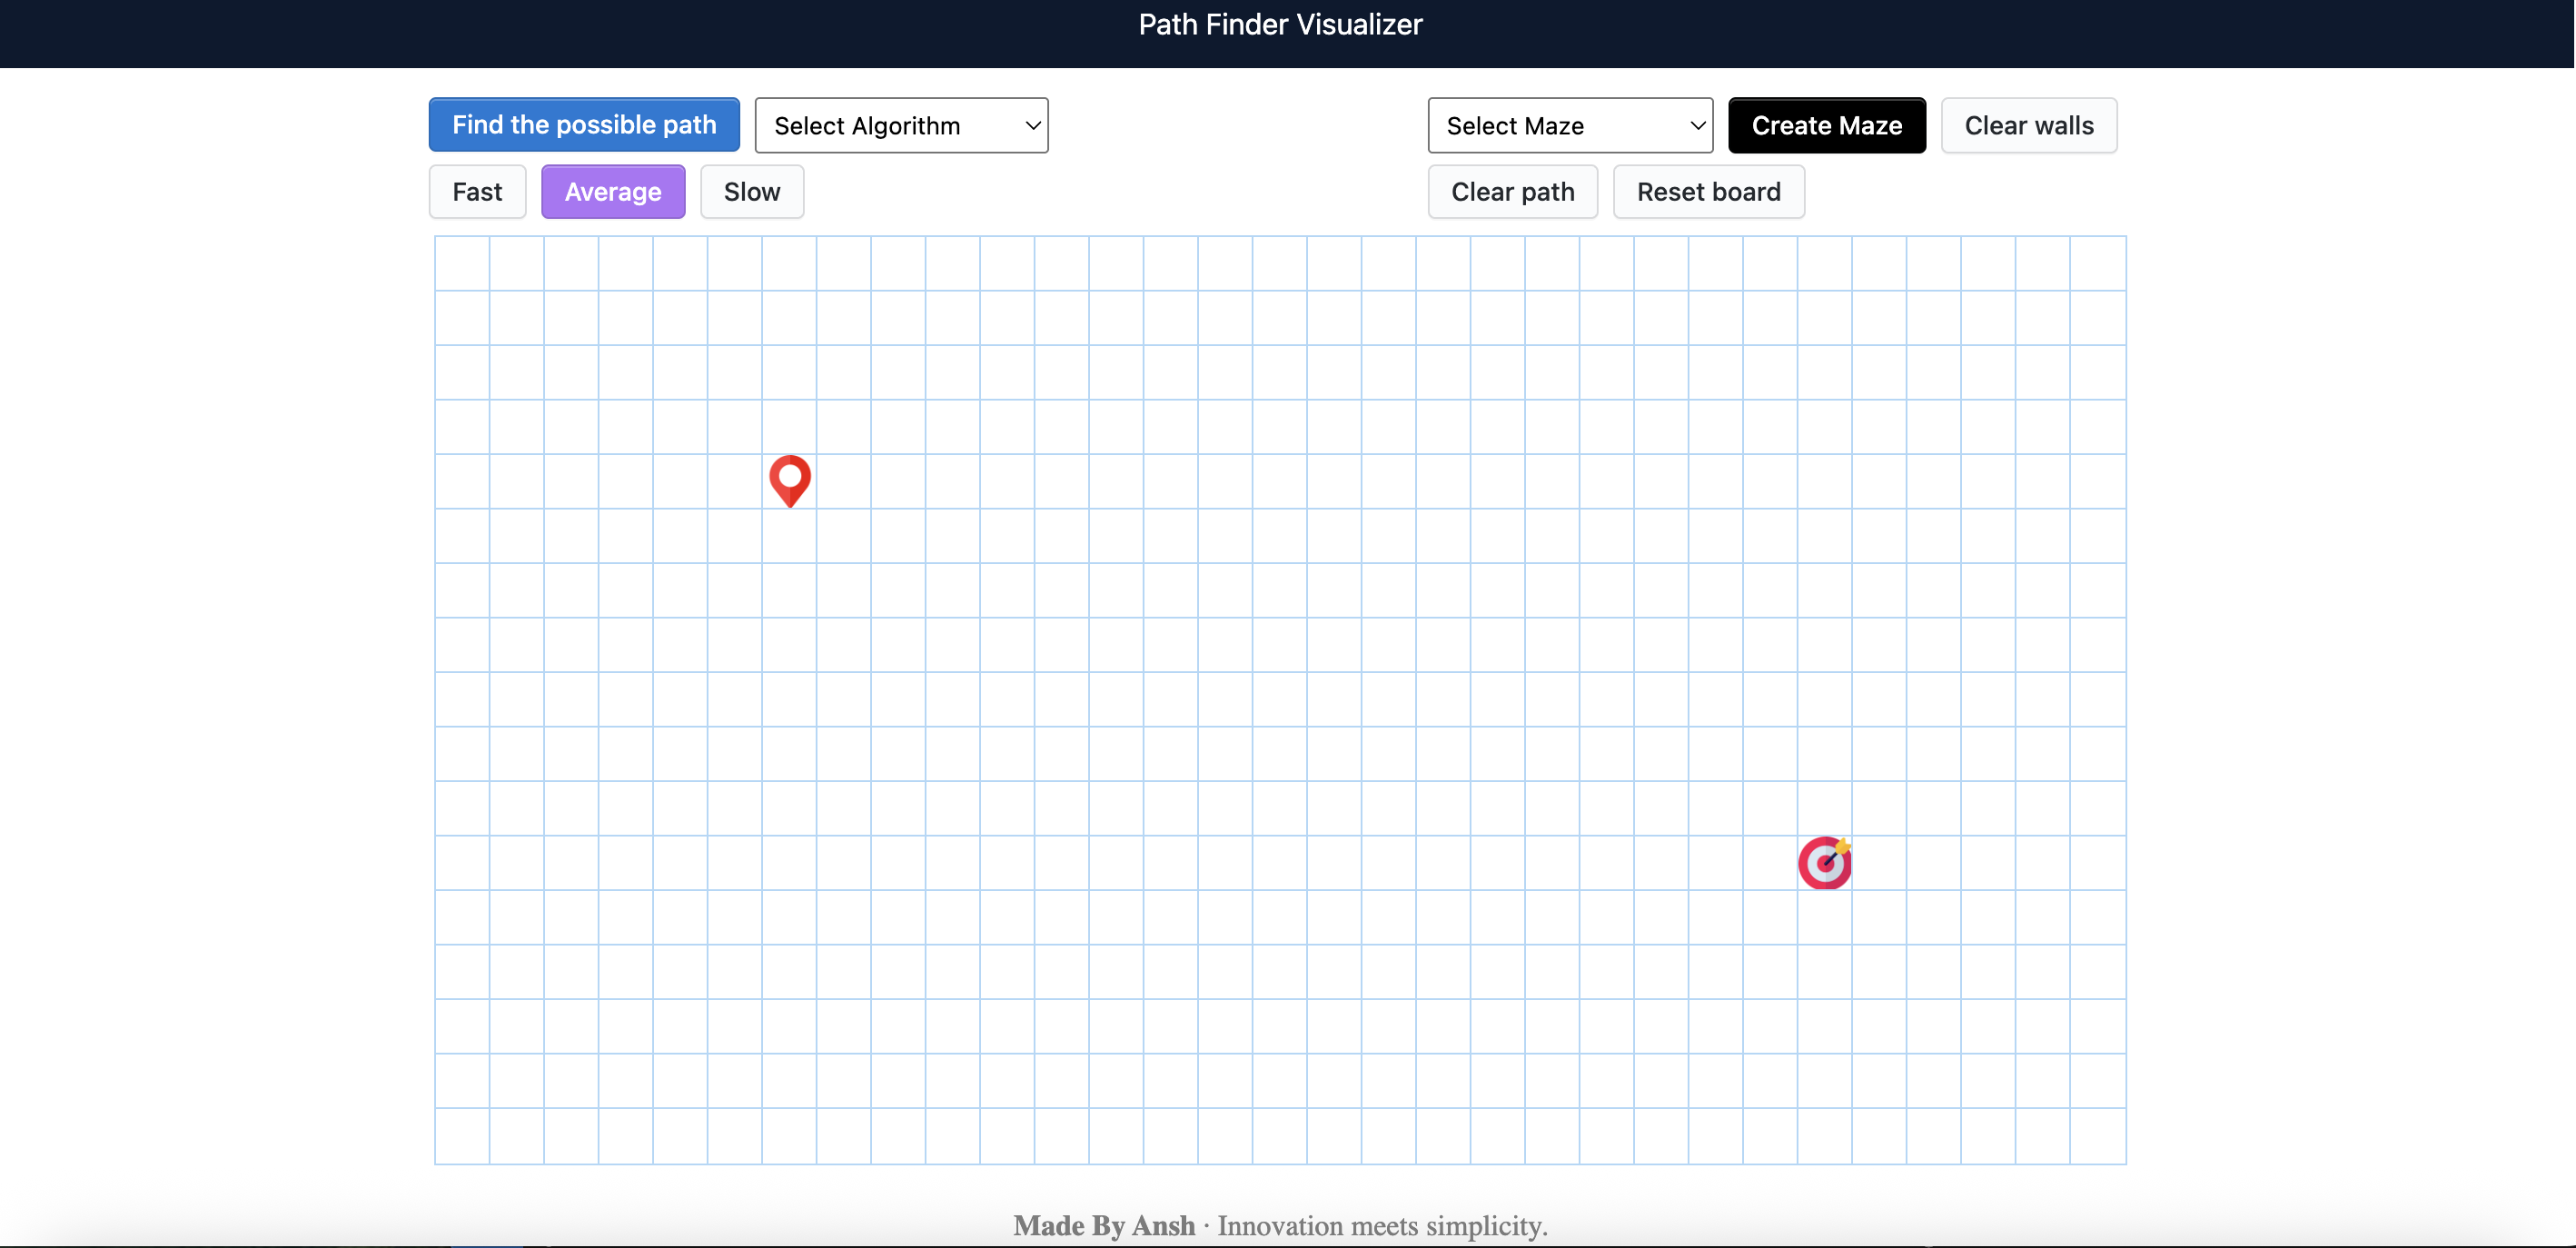 Path Finder Visualizer
Find the possible path Select Algorithm Select Maze Create Maze Clear walls
Fast Average Slow Clear path Reset board
Made By Ansh · Innovation meets simplicity.